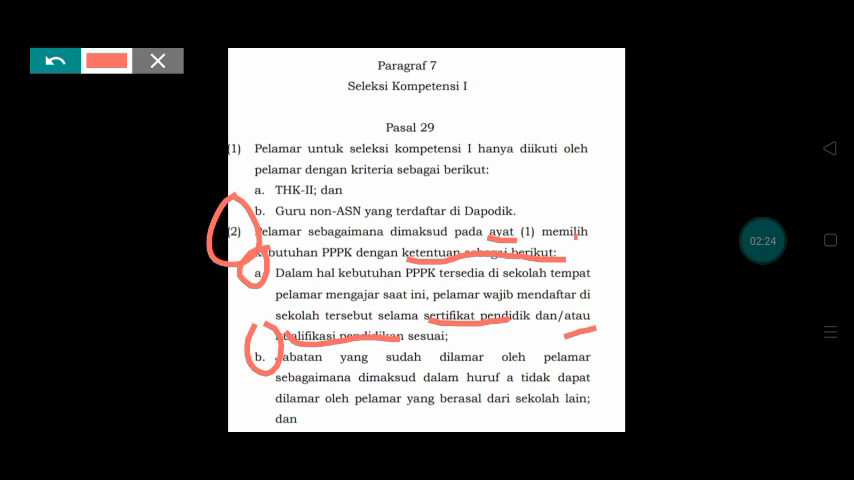 Paragraf 7
Seleksi Kompetensi I
Pasal 29
(1) Pelamar untuk seleksi kompetensi I hanya diikuti oleh
pelamar dengan kriteria sebagai berikut:
a. THK-II; dan
b. Guru non-ASN yang terdaftar di Dapodik.
(2) Pelamar sebagaimana dimaksud pada ayat (1) memilih
kebutuhan PPPK dengan ketentuan sebagai berikut:
a. Dalam hal kebutuhan PPPK tersedia di sekolah tempat
pelamar mengajar saat ini, pelamar wajib mendaftar di
sekolah tersebut selama sertifikat pendidik dan/atau
kualifikasi pendidikan sesuai;
b. Jabatan yang sudah dilamar oleh pelamar
sebagaimana dimaksud dalam huruf a tidak dapat
dilamar oleh pelamar yang berasal dari sekolah lain;
dan
02:24